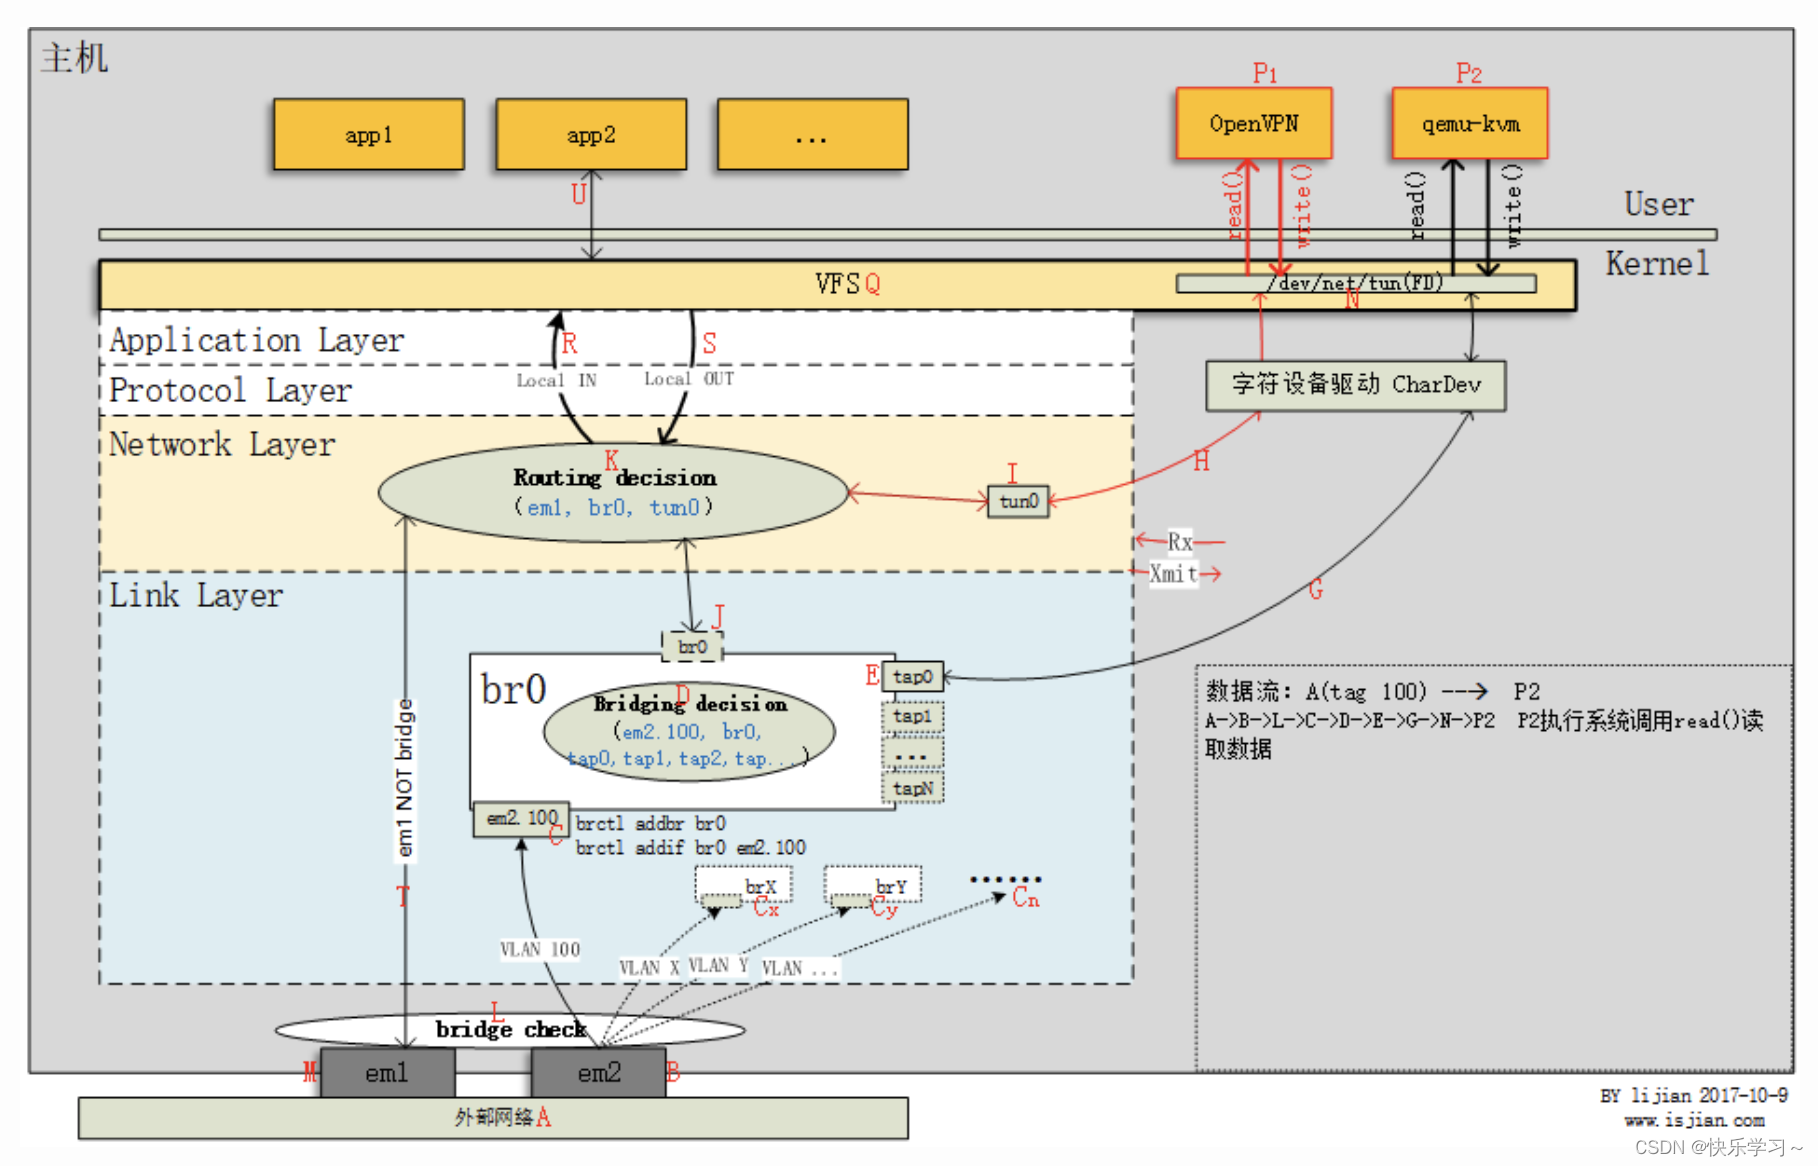 主机
P1
P2
app1
app2
...
OpenVPN
qemu-kvm
U
read()
write()
read()
write()
User
Kernel
VFS Q
/dev/net/tun(FD)
N
Application Layer
R
S
Local IN
Local OUT
Protocol Layer
字符设备驱动 CharDev
Network Layer
K
Routing decision
(em1, br0, tun0)
I
tun0
H
Rx
Xmit
G
Link Layer
J
br0
br0
E
tap0
D
Bridging decision
(em2.100, br0,
tap0,tap1,tap2,tap...)
tap1
...
tapN
数据流: A(tag 100) ---> P2
A->B->L->C->D->E->G->N->P2 P2执行系统调用read()读
取数据
em1 NOT bridge
T
em2.100
C
brctl addbr br0
brctl addif br0 em2.100
brX
Cx
brY
Cy
......
Cn
VLAN 100
VLAN X
VLAN Y
VLAN ...
L
bridge check
M
em1
em2
B
外部网络A
BY lijian 2017-10-9
www.isjian.com
CSDN @快乐学习～